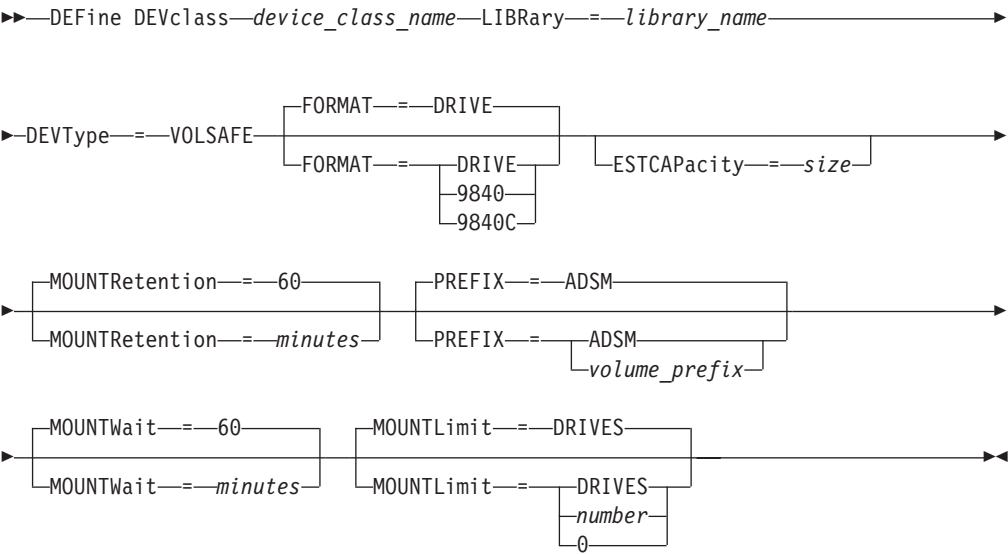 DEFine DEVclass device_class_name LIBRary = library_name
FORMAT = DRIVE
DEVType = VOLSAFE
FORMAT = DRIVE
ESTCAPacity = size
9840
9840C
MOUNTRetention = 60
PREFIX = ADSM
MOUNTRetention = minutes
PREFIX = ADSM
volume_prefix
MOUNTWait = 60
MOUNTLimit = DRIVES
MOUNTWait = minutes
MOUNTLimit = DRIVES
number
0